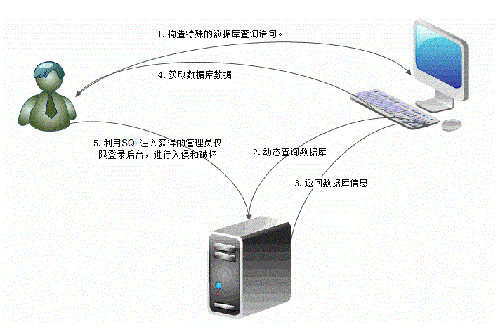 1. 构造特殊的数据库查询语句。
4. 获取数据库数据
5. 利用SQL注入获得的管理员权
限登录后台，进行入侵和破坏
2. 动态查询数据库
3. 返回数据库信息